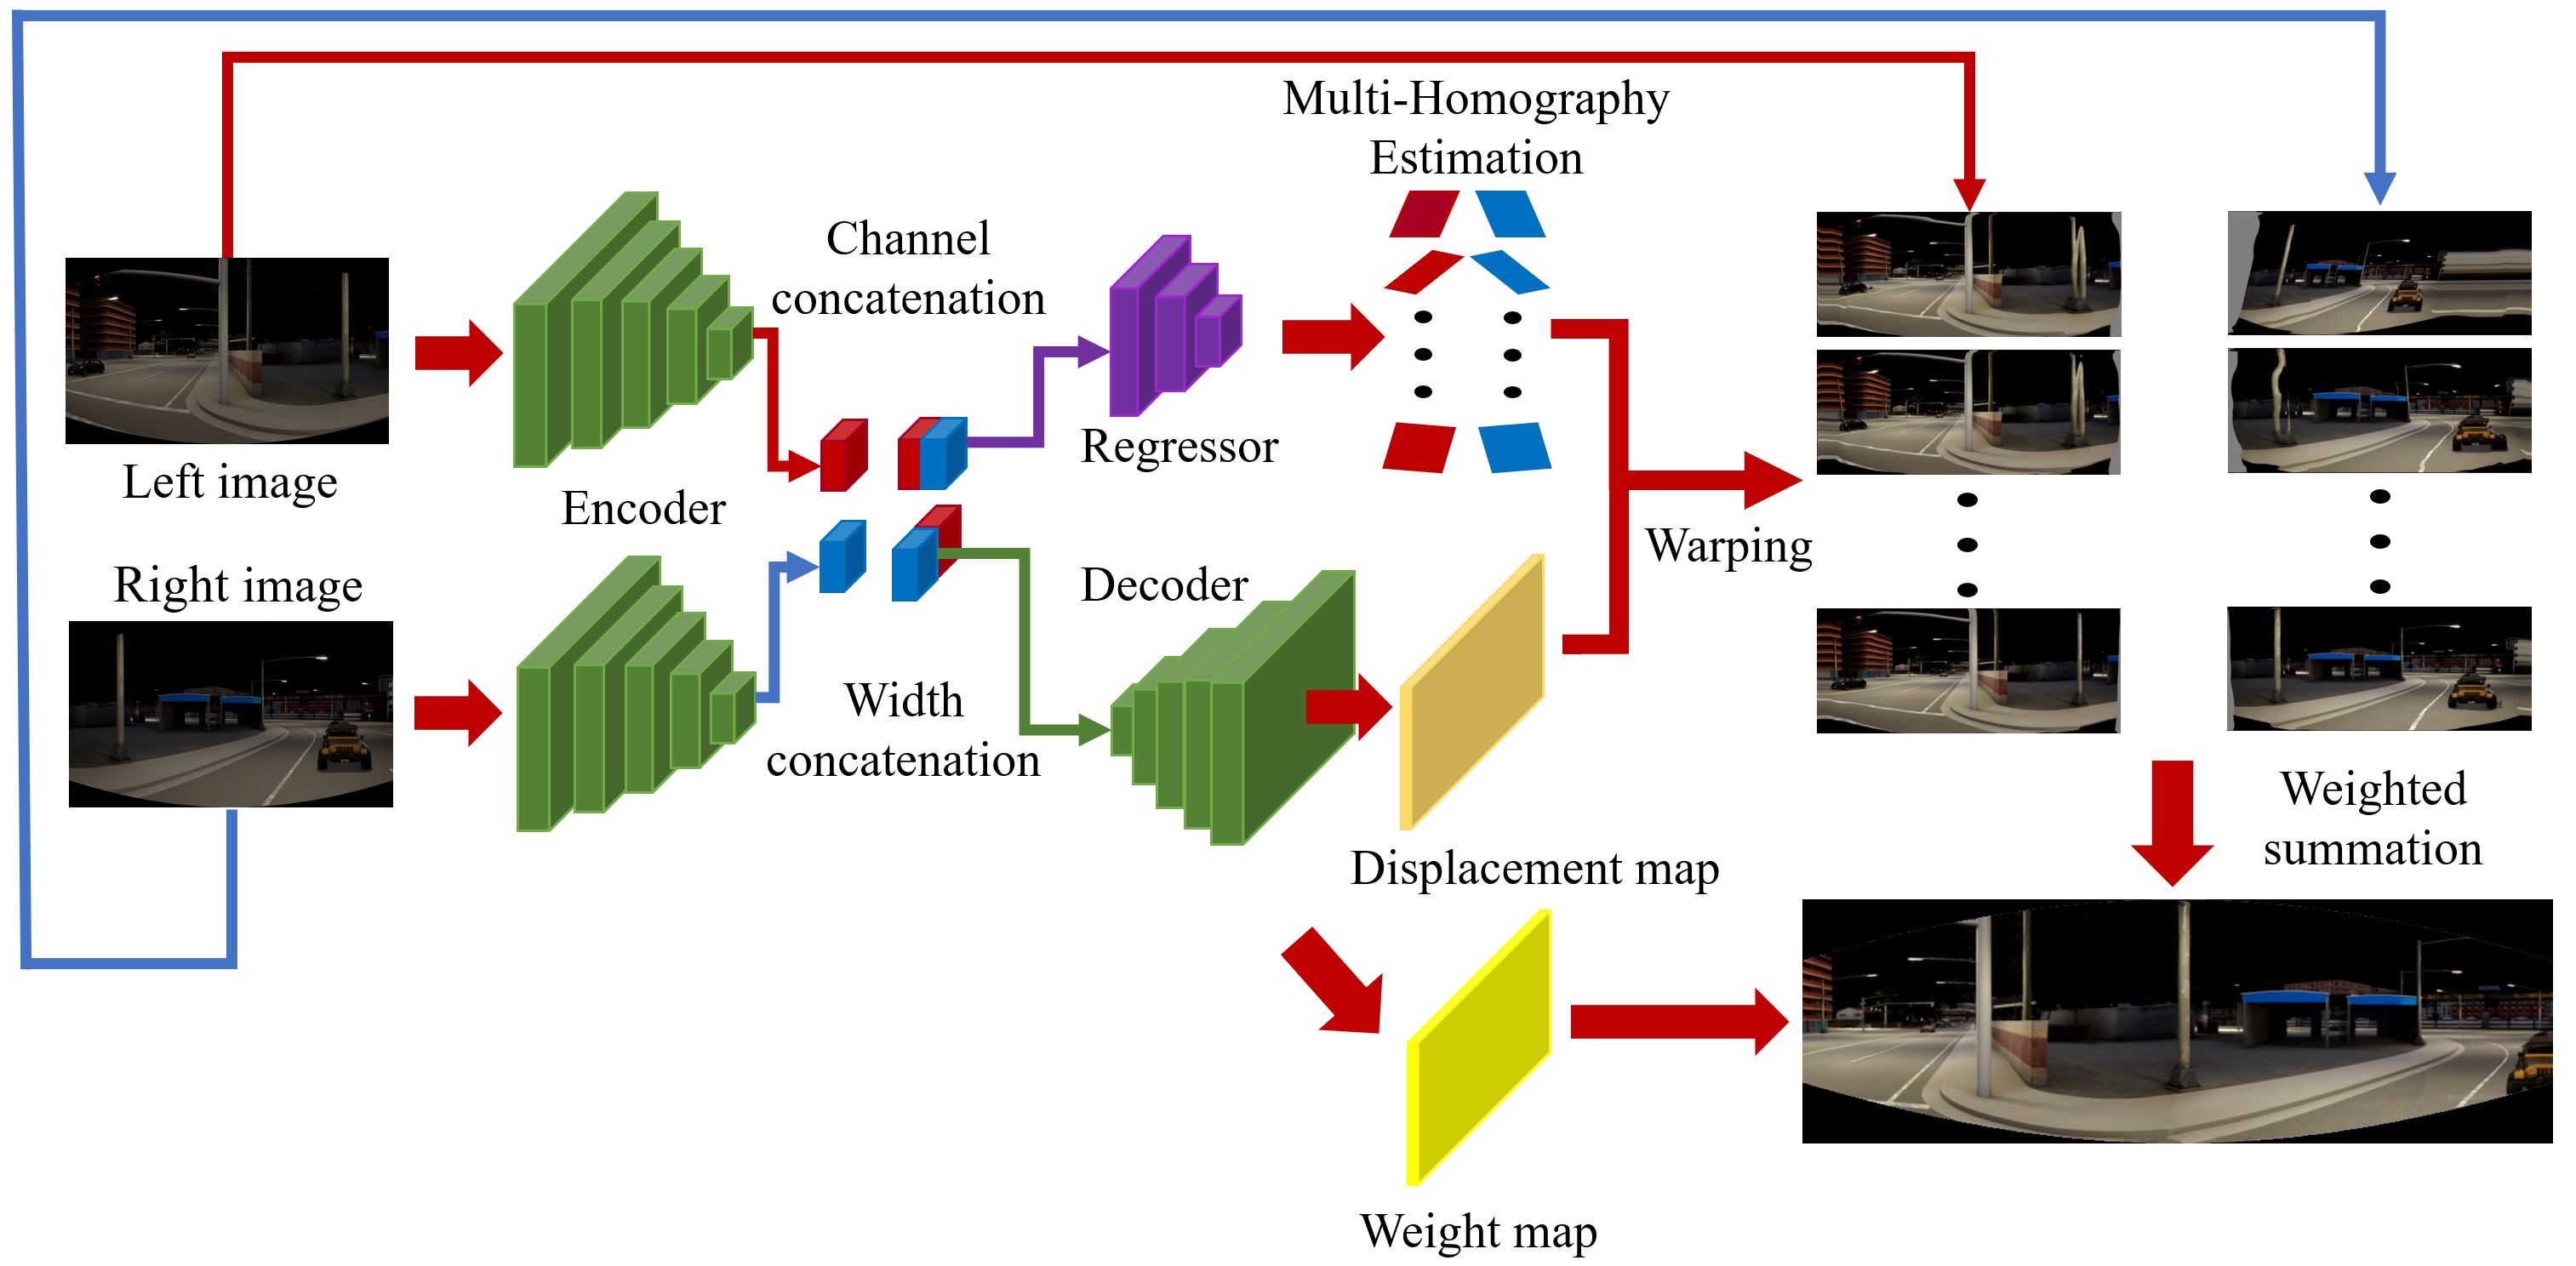 Multi-Homography
Estimation
Channel
concatenation
Regressor
Left image
Encoder
Right image
Decoder
Warping
Width
concatenation
Displacement map
Weighted
summation
Weight map